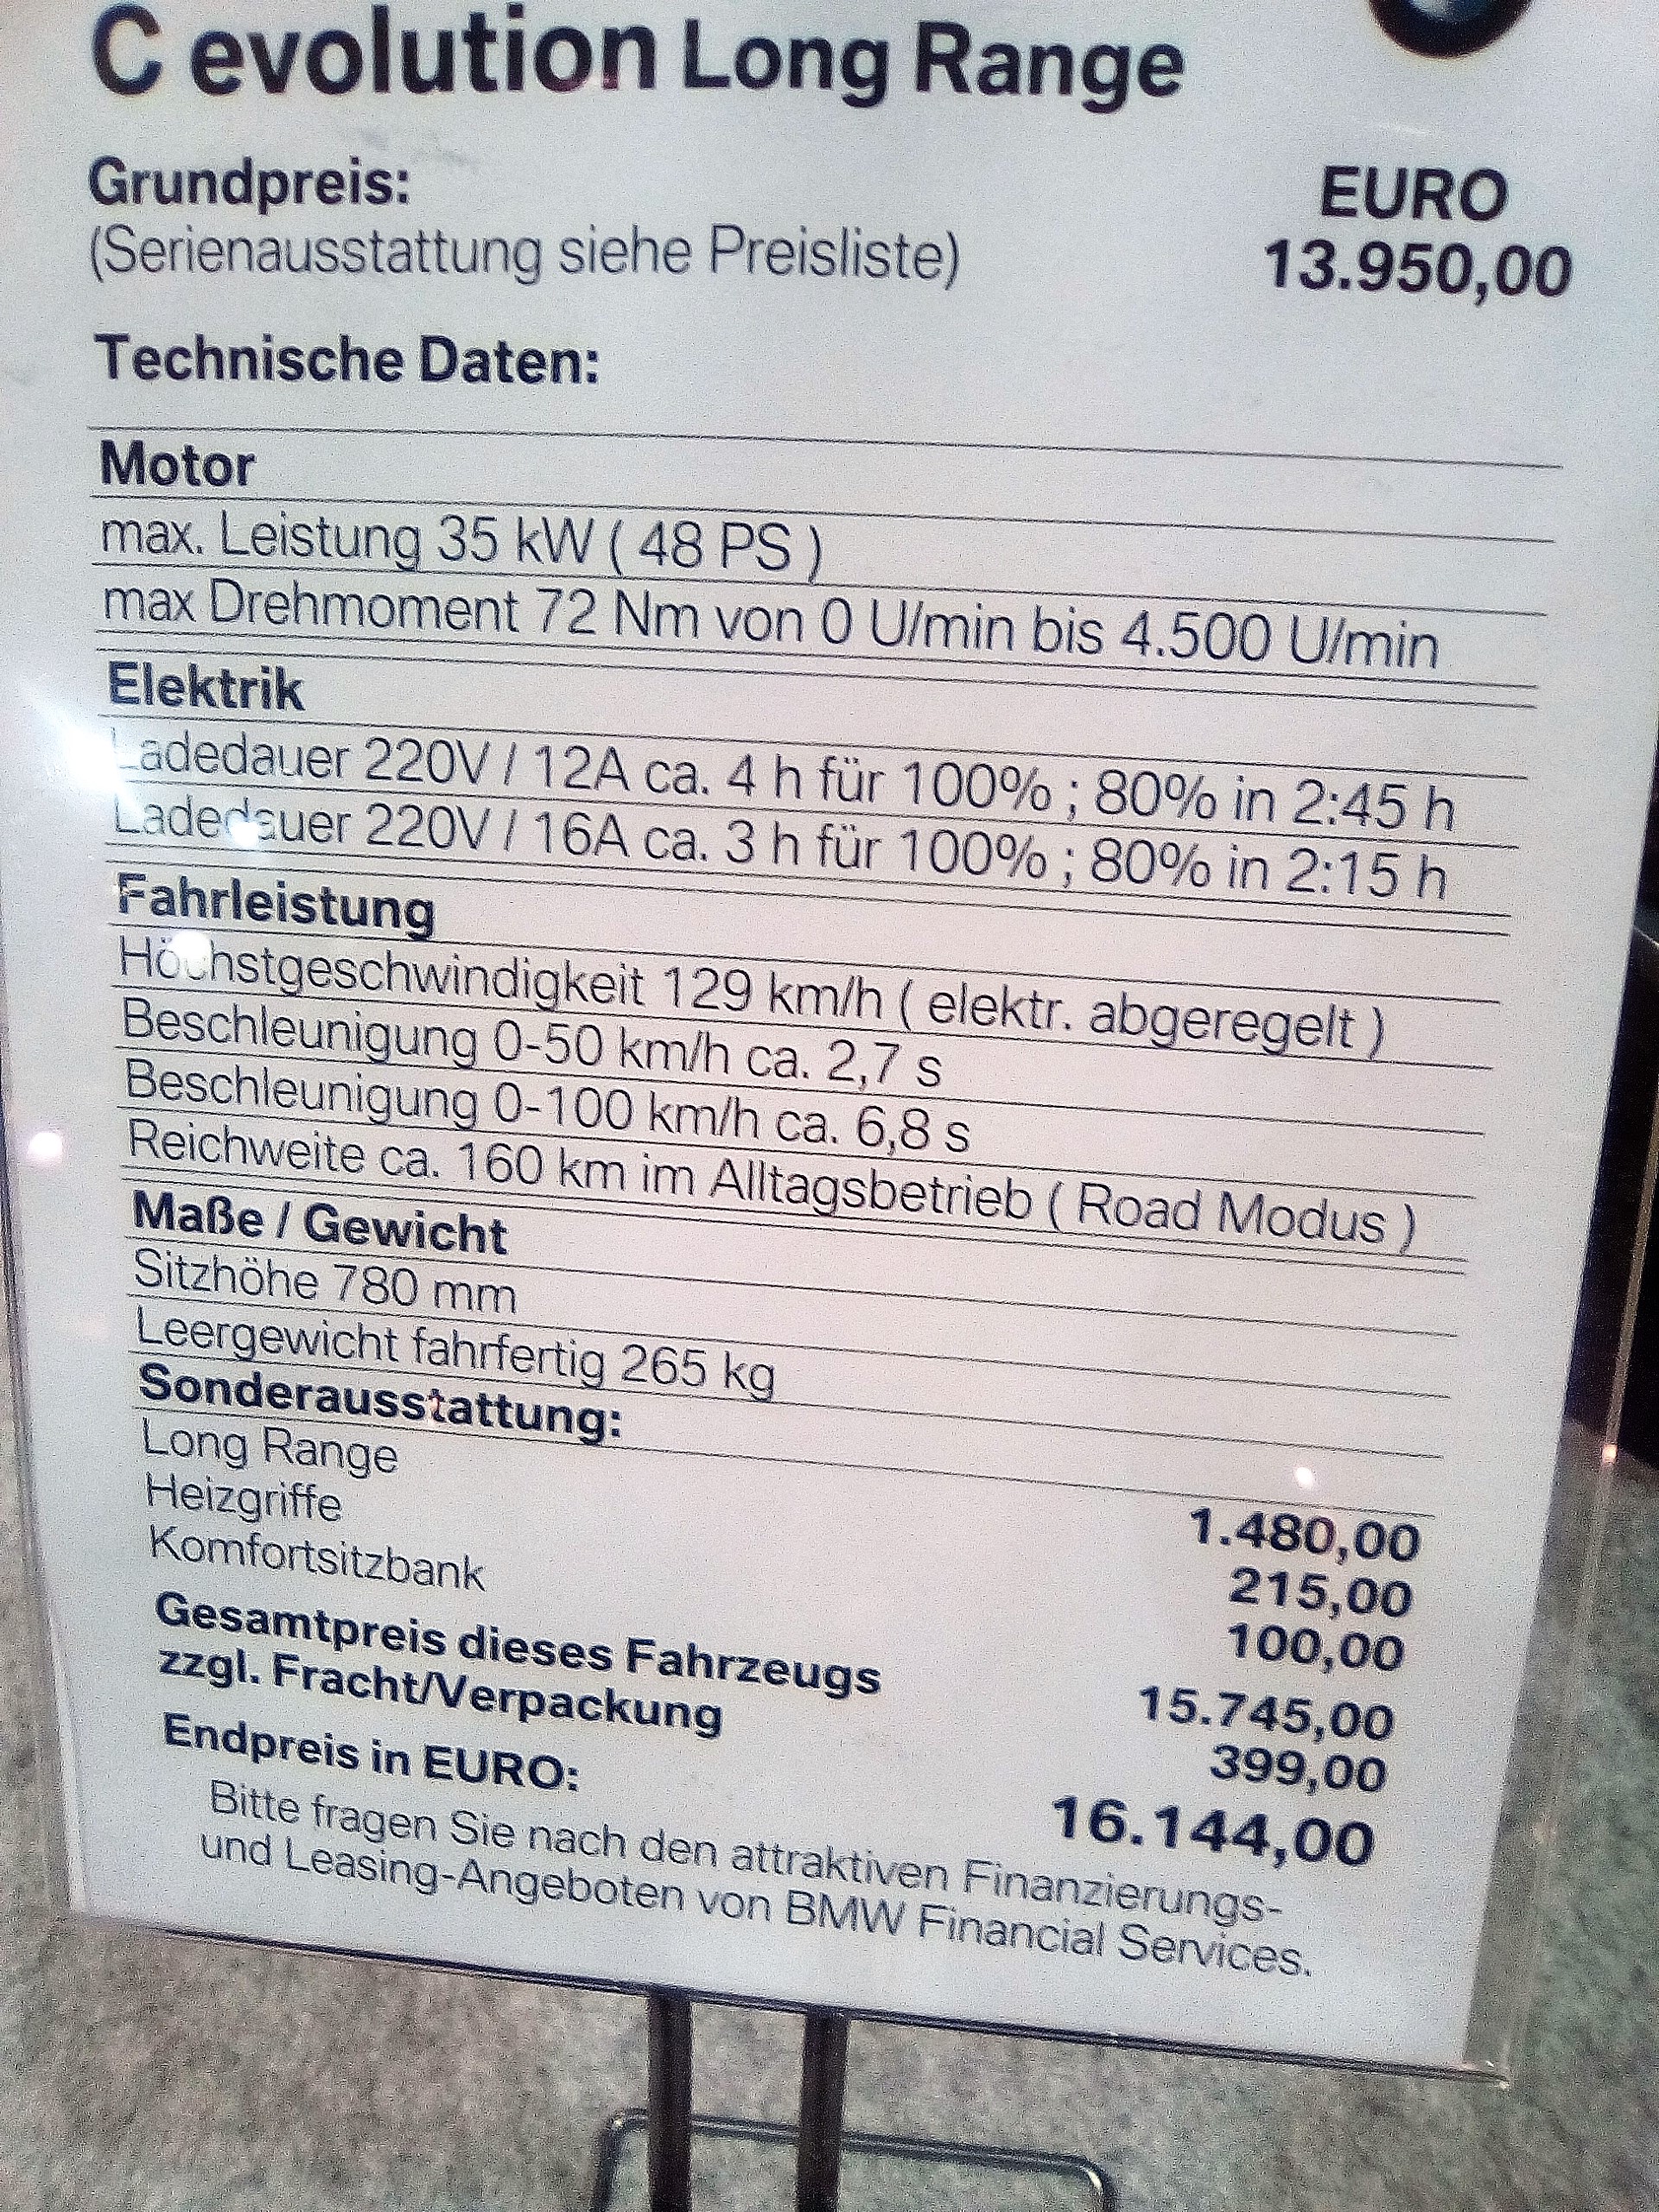 C evolution Long Range
Grundpreis: EURO
(Serienausstattung siehe Preisliste) 13.950,00
Technische Daten:
Motor
max. Leistung 35 kW ( 48 PS )
max Drehmoment 72 Nm von 0 U/min bis 4.500 U/min
Elektrik
Ladedauer 220V / 12A ca. 4 h für 100% ; 80% in 2:45 h
Ladedauer 220V / 16A ca. 3 h für 100% ; 80% in 2:15 h
Fahrleistung
Höchstgeschwindigkeit 129 km/h ( elektr. abgeregelt )
Beschleunigung 0-50 km/h ca. 2,7 s
Beschleunigung 0-100 km/h ca. 6,8 s
Reichweite ca. 160 km im Alltagsbetrieb ( Road Modus )
Maße / Gewicht
Sitzhöhe 780 mm
Leergewicht fahrfertig 265 kg
Sonderausstattung:
Long Range 1.480,00
Heizgriffe 215,00
Komfortsitzbank 100,00
Gesamtpreis dieses Fahrzeugs 15.745,00
zzgl. Fracht/Verpackung 399,00
Endpreis in EURO: 16.144,00
Bitte fragen Sie nach den attraktiven Finanzierungs-
und Leasing-Angeboten von BMW Financial Services.